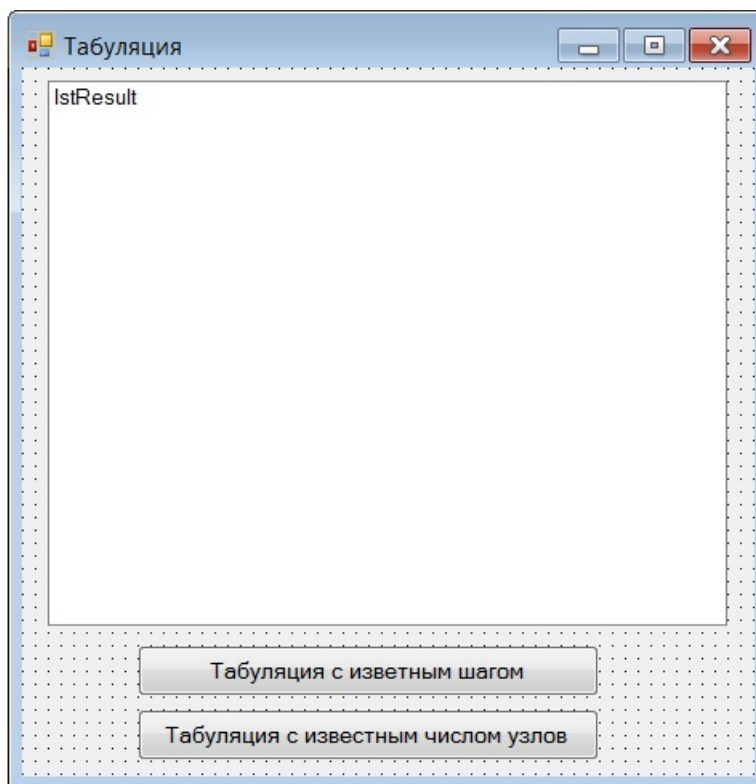 Табуляция
lstResult
Табуляция с изветным шагом
Табуляция с известным числом узлов